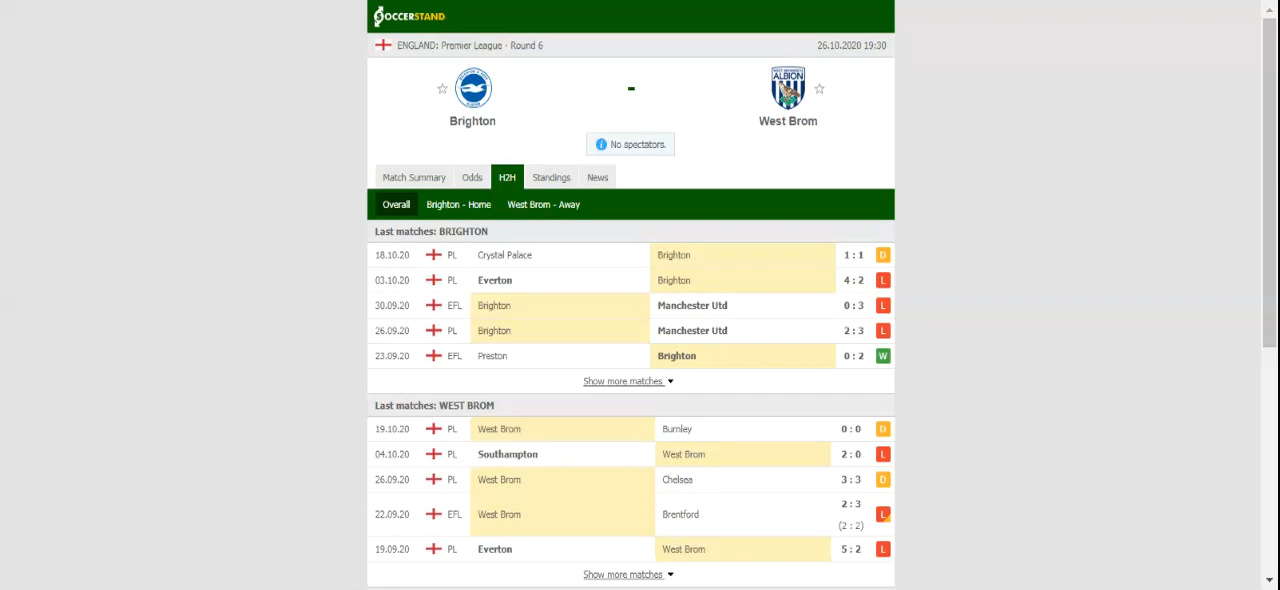 SOCCERSTAND
ENGLAND: Premier League - Round 6 26.10.2020 19:30
ALBION
Brighton - West Brom
No spectators.
Match Summary Odds H2H Standings News
Overall Brighton - Home West Brom - Away
Last matches: BRIGHTON
18.10.20 PL Crystal Palace Brighton 1 : 1 D
03.10.20 PL Everton Brighton 4 : 2 L
30.09.20 EFL Brighton Manchester Utd 0 : 3 L
26.09.20 PL Brighton Manchester Utd 2 : 3 L
23.09.20 EFL Preston Brighton 0 : 2 W
Show more matches
Last matches: WEST BROM
19.10.20 PL West Brom Burnley 0 : 0 D
04.10.20 PL Southampton West Brom 2 : 0 L
26.09.20 PL West Brom Chelsea 3 : 3 D
22.09.20 EFL West Brom Brentford 2 : 3 (2 : 2) L
19.09.20 PL Everton West Brom 5 : 2 L
Show more matches